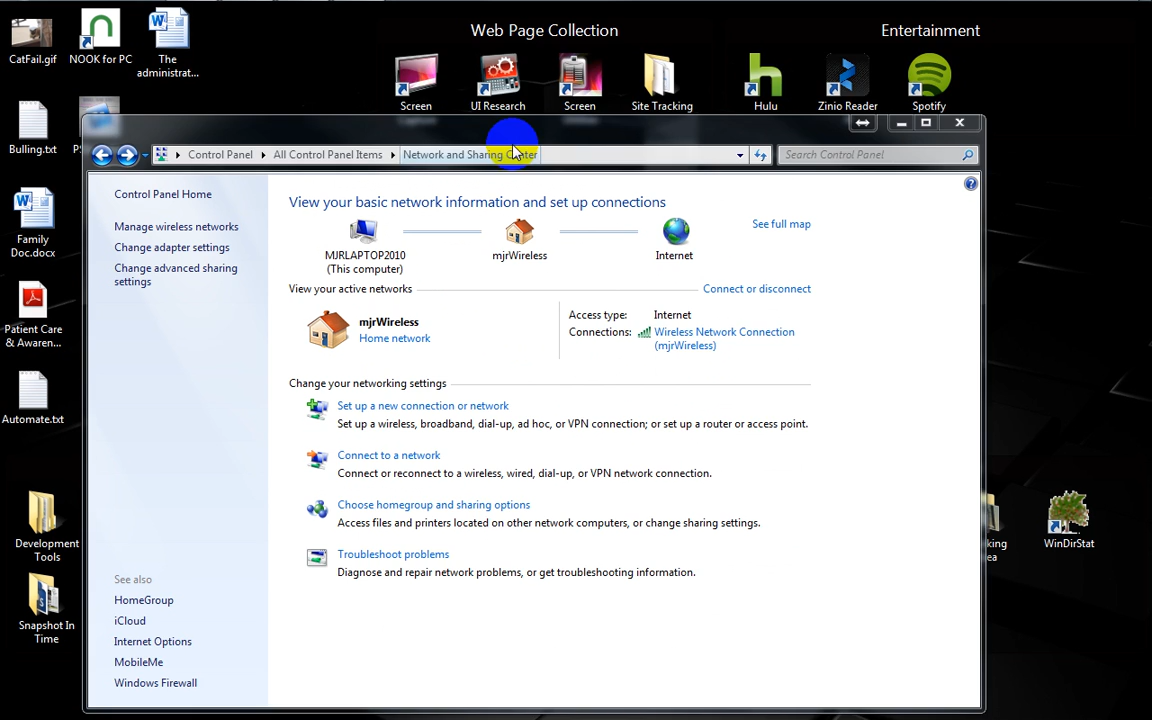 Web Page Collection
Entertainment
CatFail.gif
NOOK for PC
The
administrat...
Screen
UI Research
Screen
Site Tracking
Hulu
Zinio Reader
Spotify
Bulling.txt
Control Panel
All Control Panel Items
Network and Sharing Center
Search Control Panel
Control Panel Home
Manage wireless networks
Change adapter settings
Change advanced sharing
settings
View your basic network information and set up connections
See full map
MJRLAPTOP2010
(This computer)
mjrWireless
Internet
View your active networks
Connect or disconnect
mjrWireless
Home network
Access type:
Internet
Connections:
Wireless Network Connection
(mjrWireless)
Change your networking settings
Set up a new connection or network
Set up a wireless, broadband, dial-up, ad hoc, or VPN connection; or set up a router or access point.
Connect to a network
Connect or reconnect to a wireless, wired, dial-up, or VPN network connection.
Choose homegroup and sharing options
Access files and printers located on other network computers, or change sharing settings.
Troubleshoot problems
Diagnose and repair network problems, or get troubleshooting information.
See also
HomeGroup
iCloud
Internet Options
MobileMe
Windows Firewall
Family
Doc.docx
Patient Care
& Awaren...
Automate.txt
Development
Tools
Snapshot In
Time
WinDirStat